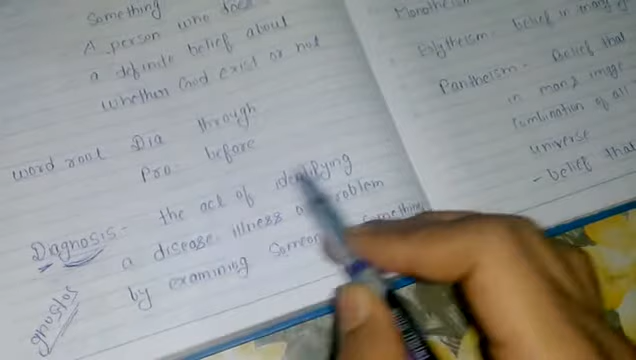 Something
A person who does
a definite belief about
whether God exist or not
word root Dia through
Pro- before
Diagnosis - the act of identifying
a disease, illness or problem
by examining someone something
Monotheism
Polytheism - belief in many g
Pantheism - Belief that
in many image
combination of all
universe
- belief that